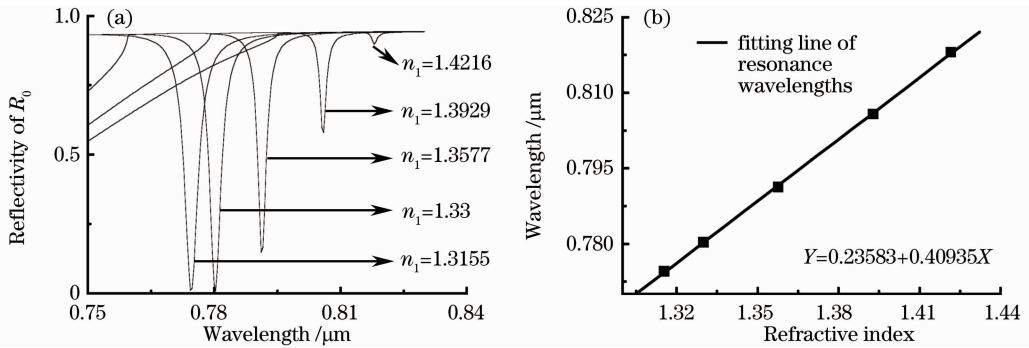 (a)
1.0
0.5
0
Reflectivity of R₀
n₁=1.4216
n₁=1.3929
n₁=1.3577
n₁=1.33
n₁=1.3155
0.75
0.78
0.81
0.84
Wavelength /μm
(b)
0.825
0.810
0.795
0.780
Wavelength /μm
fitting line of
resonance
wavelengths
Y=0.23583+0.40935X
1.32
1.36
1.38
1.41
1.44
Refractive index